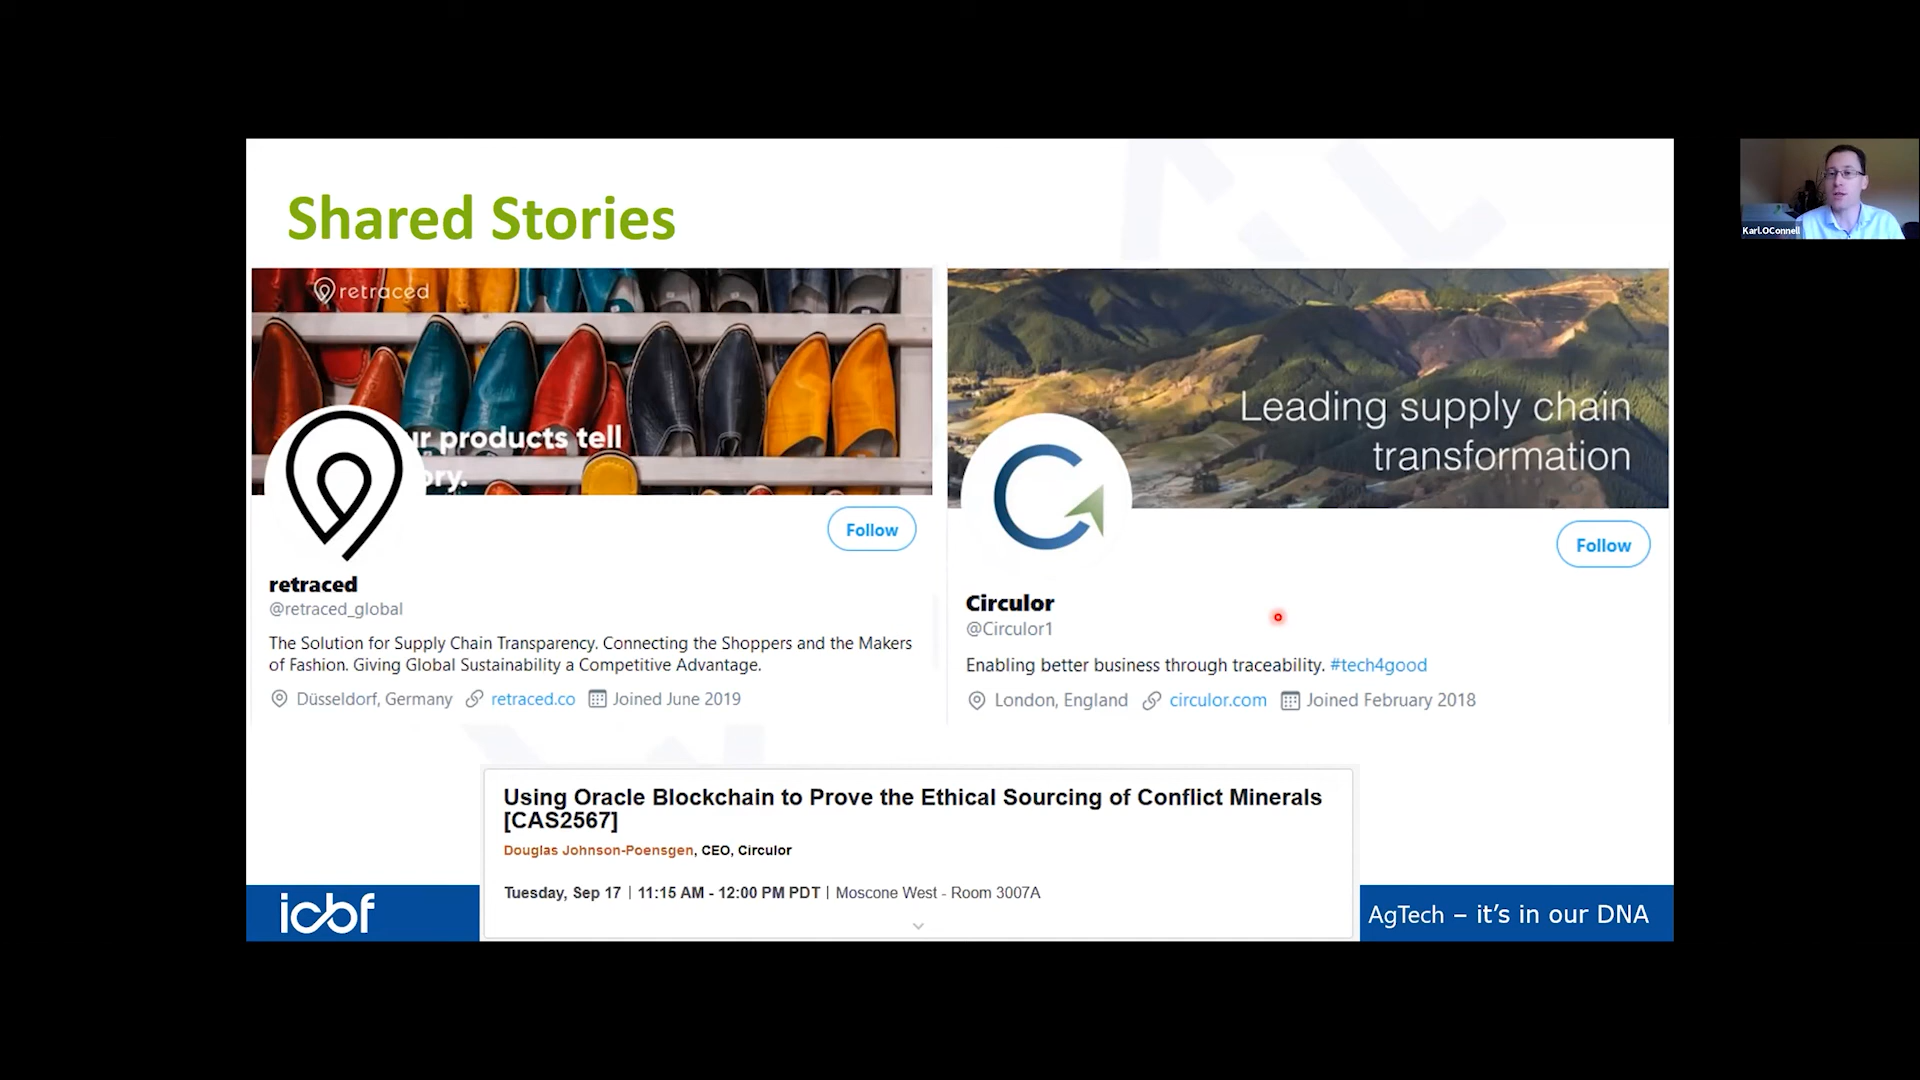 Shared Stories
retraced
ur products tell
ory.
Follow
retraced
@retraced_global
The Solution for Supply Chain Transparency. Connecting the Shoppers and the Makers
of Fashion. Giving Global Sustainability a Competitive Advantage.
Düsseldorf, Germany retraced.co Joined June 2019
Leading supply chain
transformation
Follow
Circulor
@Circulor1
Enabling better business through traceability. #tech4good
London, England circulor.com Joined February 2018
Using Oracle Blockchain to Prove the Ethical Sourcing of Conflict Minerals
[CAS2567]
Douglas Johnson-Poensgen, CEO, Circulor
Tuesday, Sep 17 | 11:15 AM - 12:00 PM PDT | Moscone West - Room 3007A
icbf
AgTech – it’s in our DNA
Karl.OConnell